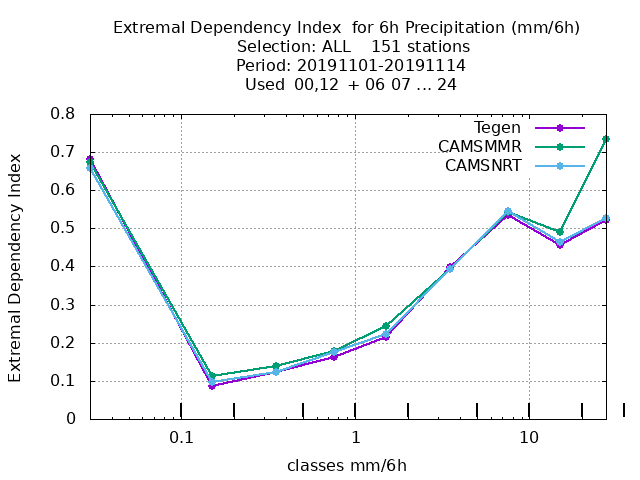 Extremal Dependency Index  for 6h Precipitation (mm/6h)
Selection: ALL    151 stations
Period: 20191101-20191114
Used  00,12  + 06 07 ... 24
Extremal Dependency Index
0.8
0.7
0.6
0.5
0.4
0.3
0.2
0.1
0
Tegen
CAMSMMR
CAMSNRT
0.1
1
10
classes mm/6h